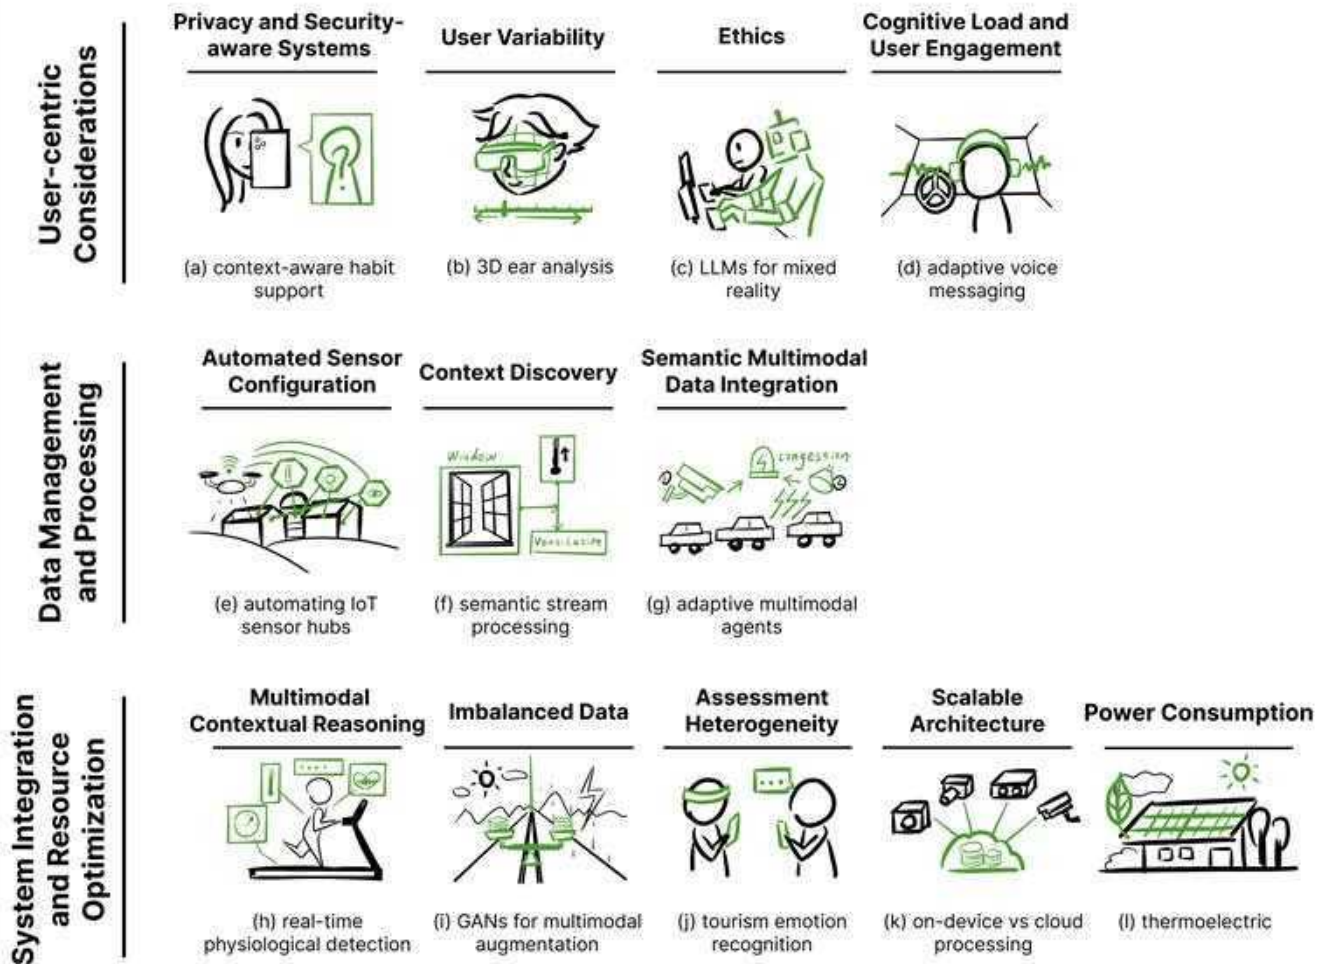 User-centric
Considerations
Privacy and Security-
aware Systems
User Variability
Ethics
Cognitive Load and
User Engagement
(a) context-aware habit
support
(b) 3D ear analysis
(c) LLMs for mixed
reality
(d) adaptive voice
messaging
Data Management
and Processing
Automated Sensor
Configuration
Context Discovery
Semantic Multimodal
Data Integration
Window
congestion
(e) automating IoT
sensor hubs
(f) semantic stream
processing
(g) adaptive multimodal
agents
System Integration
and Resource
Optimization
Multimodal
Contextual Reasoning
Imbalanced Data
Assessment
Heterogeneity
Scalable
Architecture
Power Consumption
(h) real-time
physiological detection
(i) GANs for multimodal
augmentation
(j) tourism emotion
recognition
(k) on-device vs cloud
processing
(l) thermoelectric